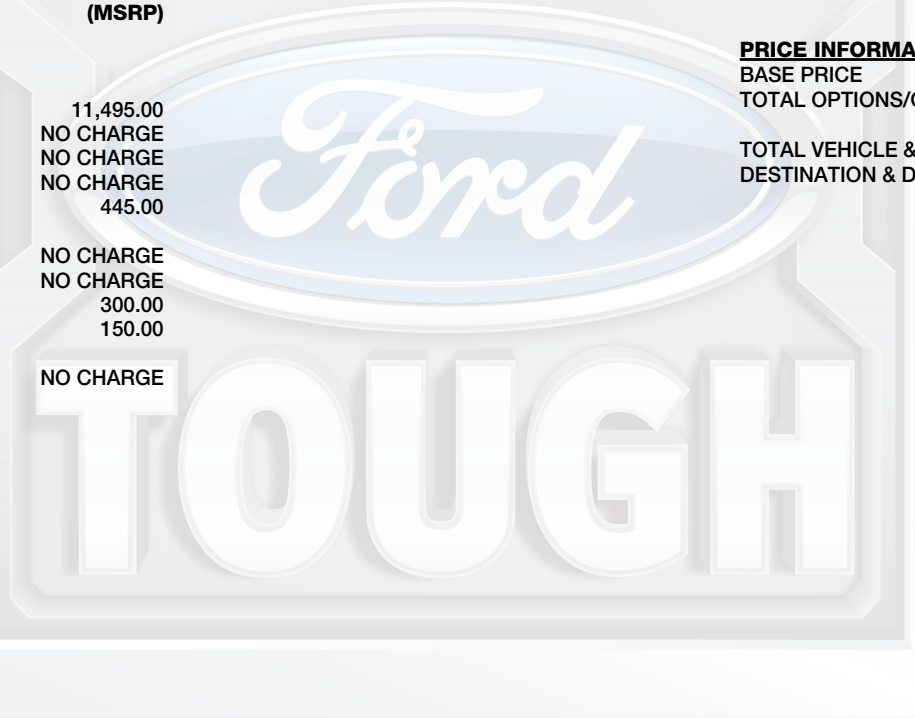 (MSRP)
11,495.00
NO CHARGE
NO CHARGE
NO CHARGE
445.00
NO CHARGE
NO CHARGE
300.00
150.00
NO CHARGE
PRICE INFORMA
BASE PRICE
TOTAL OPTIONS/
TOTAL VEHICLE &
DESTINATION & D
Ford
TOUGH